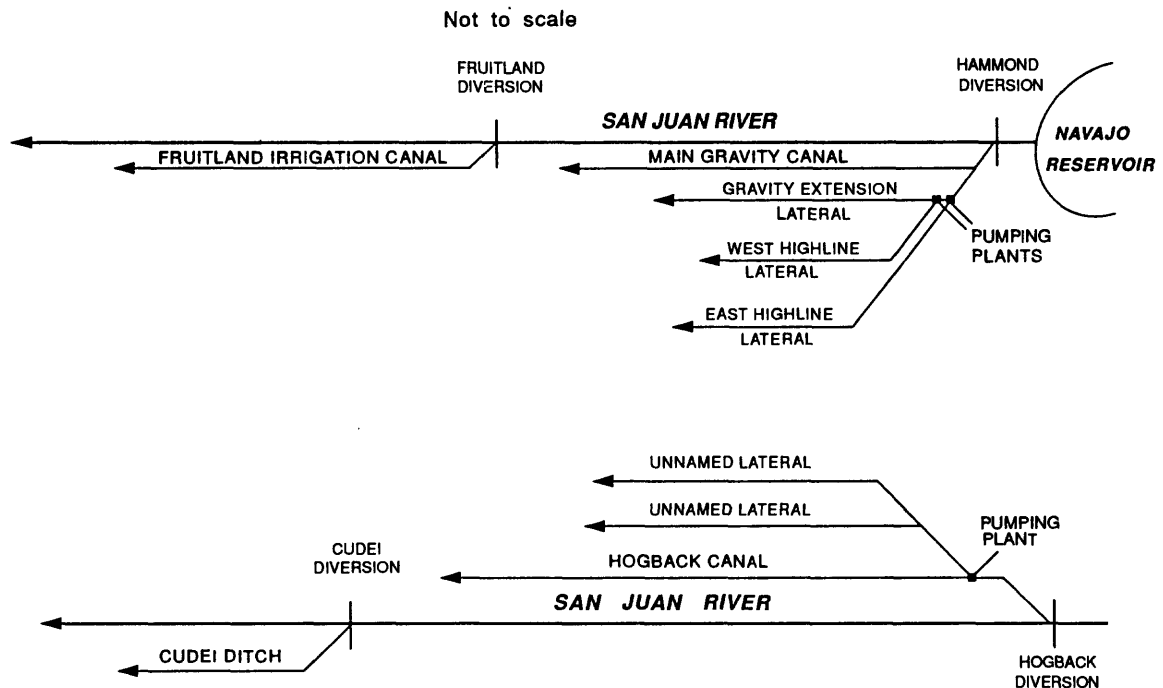 Not to scale
FRUITLAND
DIVERSION
HAMMOND
DIVERSION
SAN JUAN RIVER
NAVAJO
RESERVOIR
FRUITLAND IRRIGATION CANAL
MAIN GRAVITY CANAL
GRAVITY EXTENSION
LATERAL
PUMPING
PLANTS
WEST HIGHLINE
LATERAL
EAST HIGHLINE
LATERAL
UNNAMED LATERAL
UNNAMED LATERAL
PUMPING
PLANT
CUDEI
DIVERSION
HOGBACK CANAL
SAN JUAN RIVER
CUDEI DITCH
HOGBACK
DIVERSION